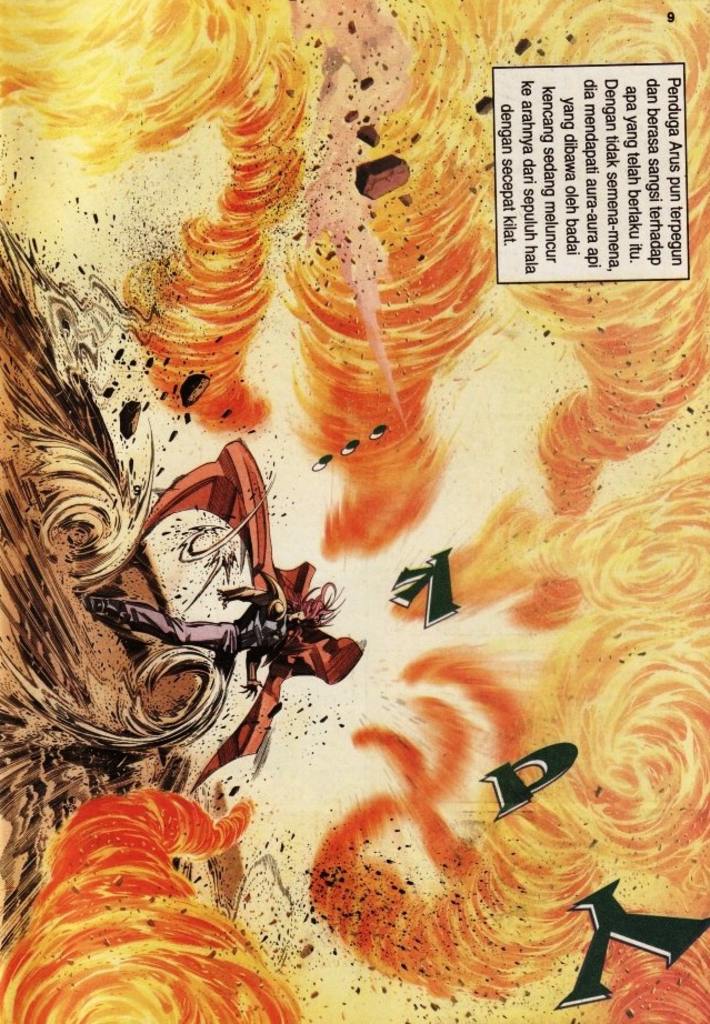 9
Penduga Arus pun terpegun
dan berasa sangsi terhadap
apa yang telah berlaku itu.
Dengan tidak semena-mena,
dia mendapati aura-aura api
yang dibawa oleh badai
kencang sedang meluncur
ke arahnya dari sepuluh hala
dengan secepat kilat.